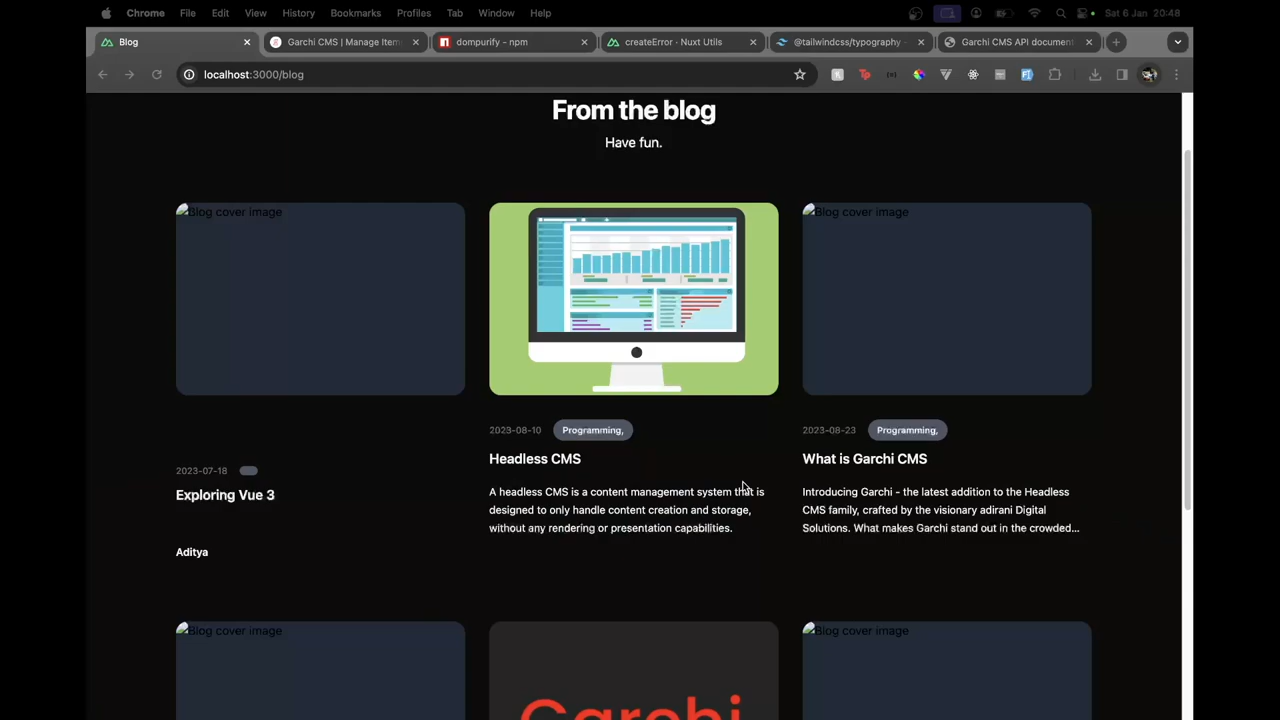 Chrome File Edit View History Bookmarks Profiles Tab Window Help Sat 6 Jan 20:48
Blog Garchi CMS | Manage Item dompurify - npm createError · Nuxt Utils @tailwindcss/typography - Garchi CMS API document
localhost:3000/blog
From the blog
Have fun.
Blog cover image Blog cover image
2023-08-10 Programming, 2023-08-23 Programming,
Headless CMS What is Garchi CMS
2023-07-18
Exploring Vue 3
A headless CMS is a content management system that is Introducing Garchi - the latest addition to the Headless
designed to only handle content creation and storage, CMS family, crafted by the visionary adirani Digital
without any rendering or presentation capabilities. Solutions. What makes Garchi stand out in the crowded...
Aditya
Blog cover image Blog cover image
Garchi